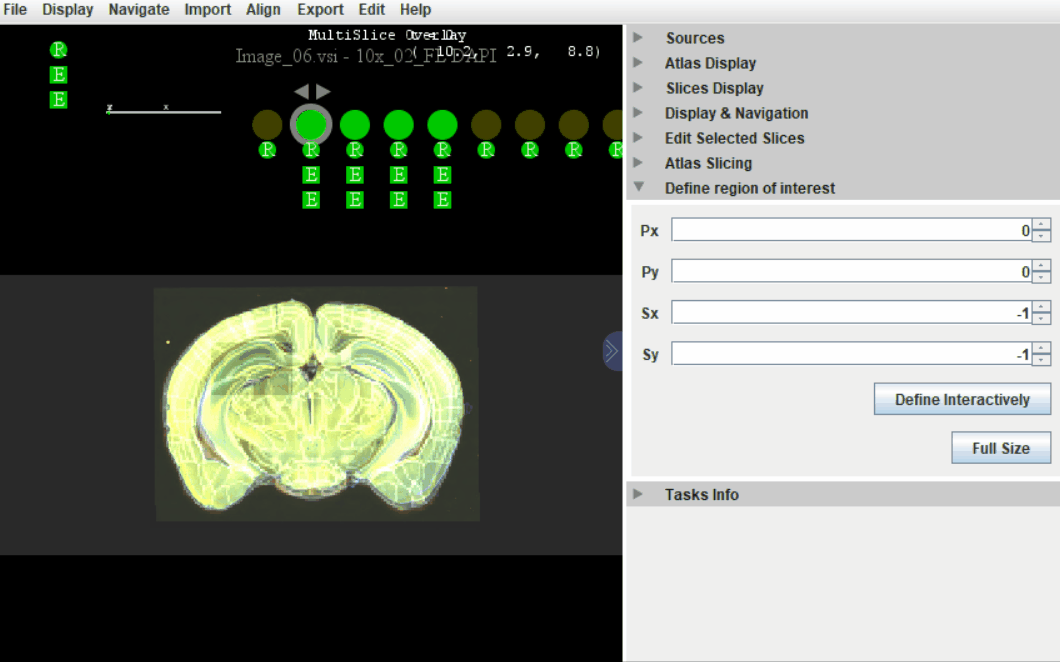 File Display Navigate Import Align Export Edit Help
MultiSlice Overlay
Image_06.vsi - 10x_02_FL DAPI
( 10.2, 2.9, 8.8)
R
E
E
z x
R R R R R R R R R
E E E E
E E E E
Sources
Atlas Display
Slices Display
Display & Navigation
Edit Selected Slices
Atlas Slicing
Define region of interest
Px 0
Py 0
Sx -1
Sy -1
Define Interactively
Full Size
Tasks Info